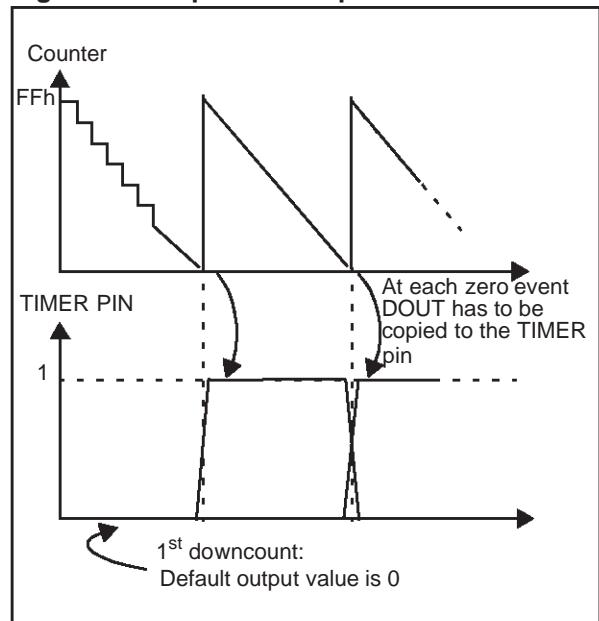 Counter
FFh
At each zero event
DOUT has to be
copied to the TIMER
pin
TIMER PIN
1
1st downcount:
Default output value is 0